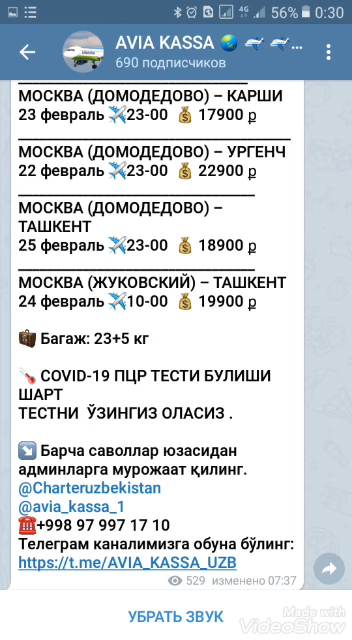 56% 0:30
AVIA KASSA
690 подписчиков
МОСКВА (ДОМОДЕДОВО) – КАРШИ
23 февраль ✈23-00 💰 17900 р
МОСКВА (ДОМОДЕДОВО) – УРГЕНЧ
22 февраль ✈23-00 💰 22900 р
МОСКВА (ДОМОДЕДОВО) –
ТАШКЕНТ
25 февраль ✈23-00 💰 18900 р
МОСКВА (ЖУКОВСКИЙ) – ТАШКЕНТ
24 февраль ✈10-00 💰 19900 р
Багаж: 23+5 кг
COVID-19 ПЦР ТЕСТИ БУЛИШИ
ШАРТ
ТЕСТНИ ЎЗИНГИЗ ОЛАСИЗ .
Барча саволлар юзасидан
админларга мурожаат қилинг.
@Charteruzbekistan
@avia_kassa_1
☎+998 97 997 17 10
Телеграм каналимизга обуна бўлинг:
https://t.me/AVIA_KASSA_UZB
529 изменено 07:37
УБРАТЬ ЗВУК
Made with
VideoShow